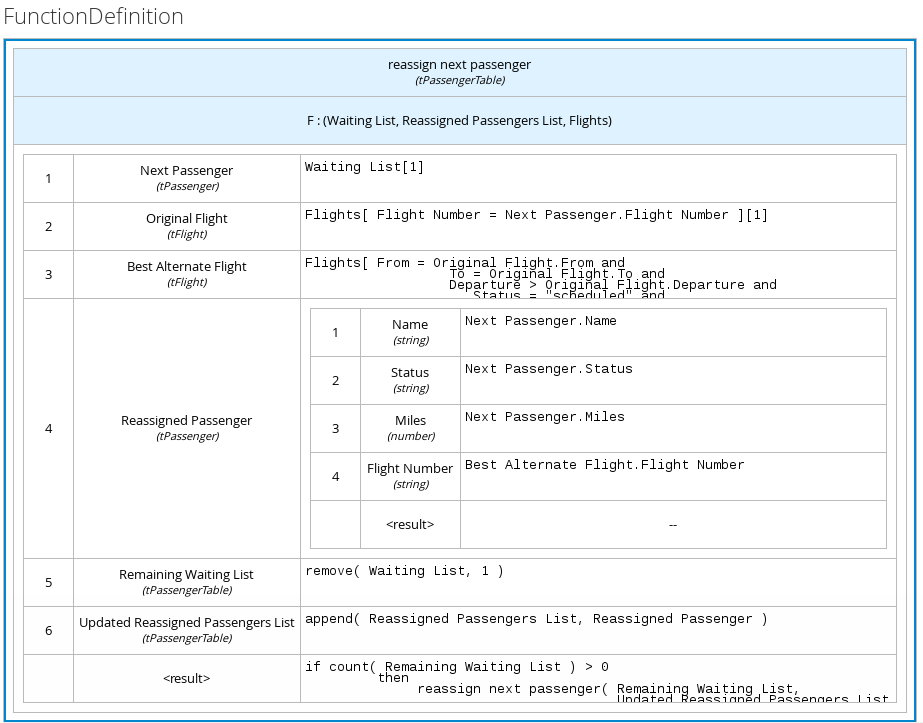 FunctionDefinition
reassign next passenger
(tPassengerTable)
F : (Waiting List, Reassigned Passengers List, Flights)
1
Next Passenger
(tPassenger)
Waiting List[1]
2
Original Flight
(tFlight)
Flights[ Flight Number = Next Passenger.Flight Number ][1]
3
Best Alternate Flight
(tFlight)
Flights[ From = Original Flight.From and
To = Original Flight.To and
Departure > Original Flight.Departure and
Status = "scheduled" and
4
Reassigned Passenger
(tPassenger)
1
Name
(string)
Next Passenger.Name
2
Status
(string)
Next Passenger.Status
3
Miles
(number)
Next Passenger.Miles
4
Flight Number
(string)
Best Alternate Flight.Flight Number
<result>
--
5
Remaining Waiting List
(tPassengerTable)
remove( Waiting List, 1 )
6
Updated Reassigned Passengers List
(tPassengerTable)
append( Reassigned Passengers List, Reassigned Passenger )
<result>
if count( Remaining Waiting List ) > 0
then
reassign next passenger( Remaining Waiting List,
Updated Reassigned Passengers List